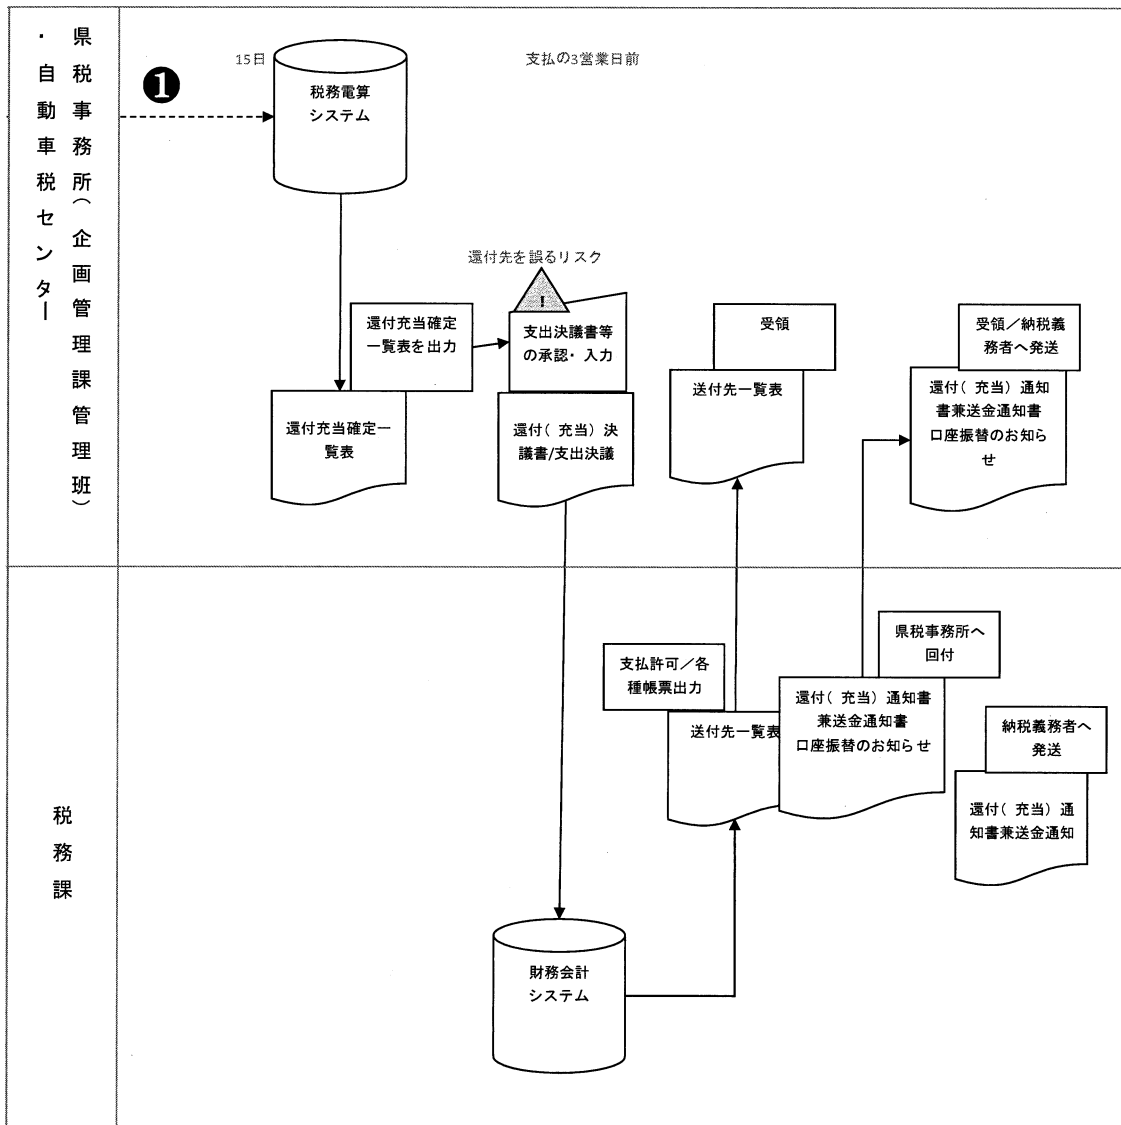 県税事務所（企画管理課管理班）
・自動車税センター
❶
15日
税務電算
システム
支払の3営業日前
還付先を誤るリスク
!
還付充当確定
一覧表を出力
還付充当確定一
覧表
支出決議書等
の承認・ 入力
還付( 充当) 決
議書/支出決議
受領
送付先一覧表
受領／納税義
務者へ発送
還付( 充当) 通知
書兼送金通知書
口座振替のお知ら
せ
税務課
支払許可／各
種帳票出力
送付先一覧表
県税事務所へ
回付
還付( 充当) 通知書
兼送金通知書
口座振替のお知らせ
納税義務者へ
発送
還付( 充当) 通
知書兼送金通知
財務会計
システム